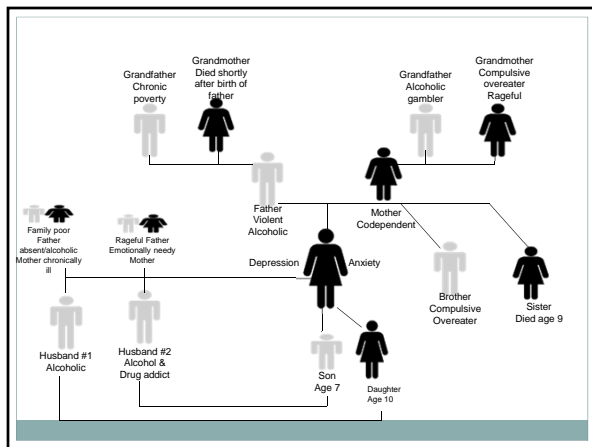 Grandfather
Chronic
poverty
Grandmother
Died shortly
after birth of
father
Grandfather
Alcoholic
gambler
Grandmother
Compulsive
overeater
Rageful
Father
Violent
Alcoholic
Mother
Codependent
Family poor
Father
absent/alcoholic
Mother chronically
ill
Rageful Father
Emotionally needy
Mother
Depression
Anxiety
Brother
Compulsive
Overeater
Sister
Died age 9
Husband #1
Alcoholic
Husband #2
Alcohol &
Drug addict
Son
Age 7
Daughter
Age 10